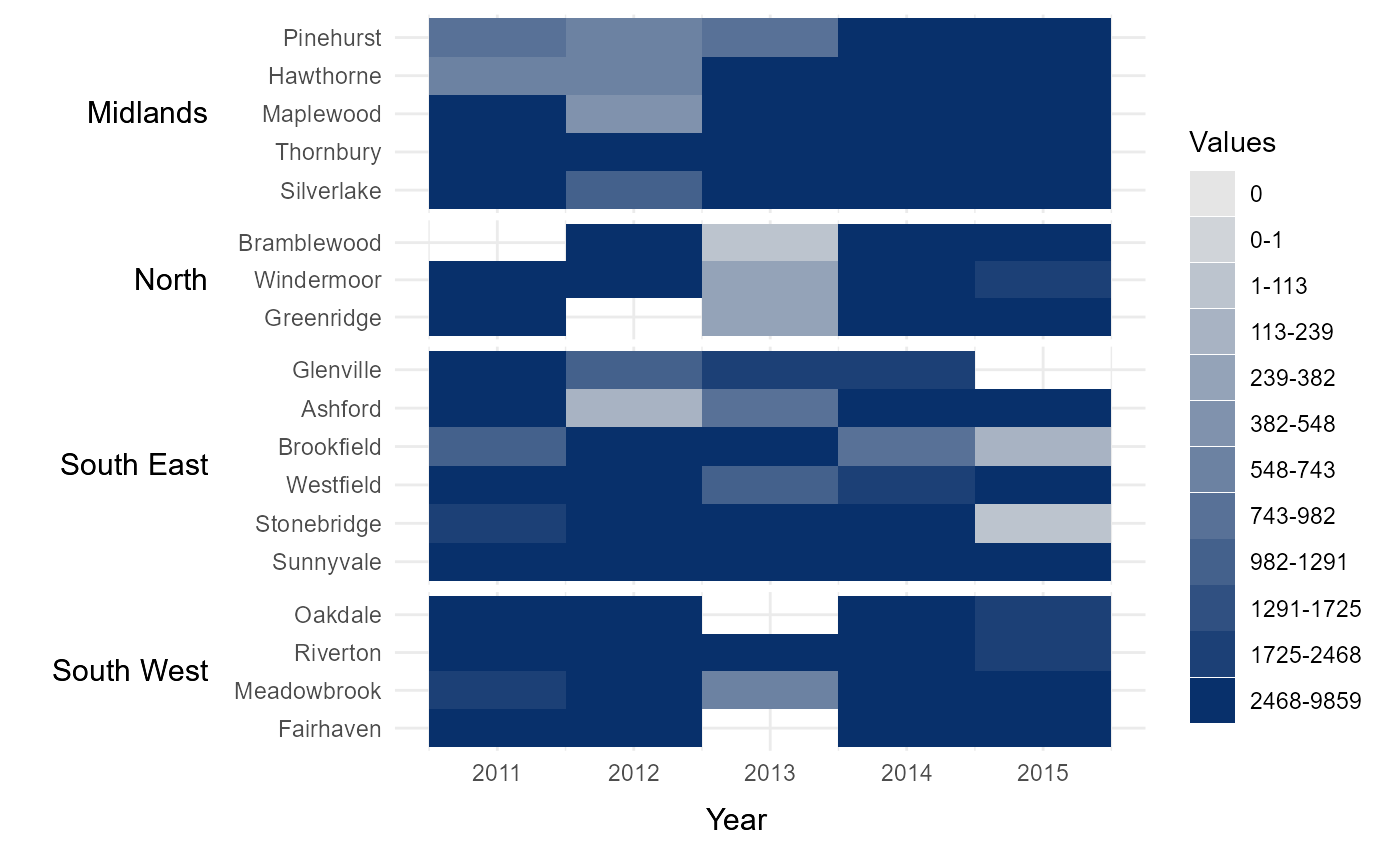 Midlands
Pinehurst
Hawthorne
Maplewood
Thornbury
Silverlake
North
Bramblewood
Windermoor
Greenridge
South East
Glenville
Ashford
Brookfield
Westfield
Stonebridge
Sunnyvale
South West
Oakdale
Riverton
Meadowbrook
Fairhaven
2011 2012 2013 2014 2015
Year
Values
0
0-1
1-113
113-239
239-382
382-548
548-743
743-982
982-1291
1291-1725
1725-2468
2468-9859